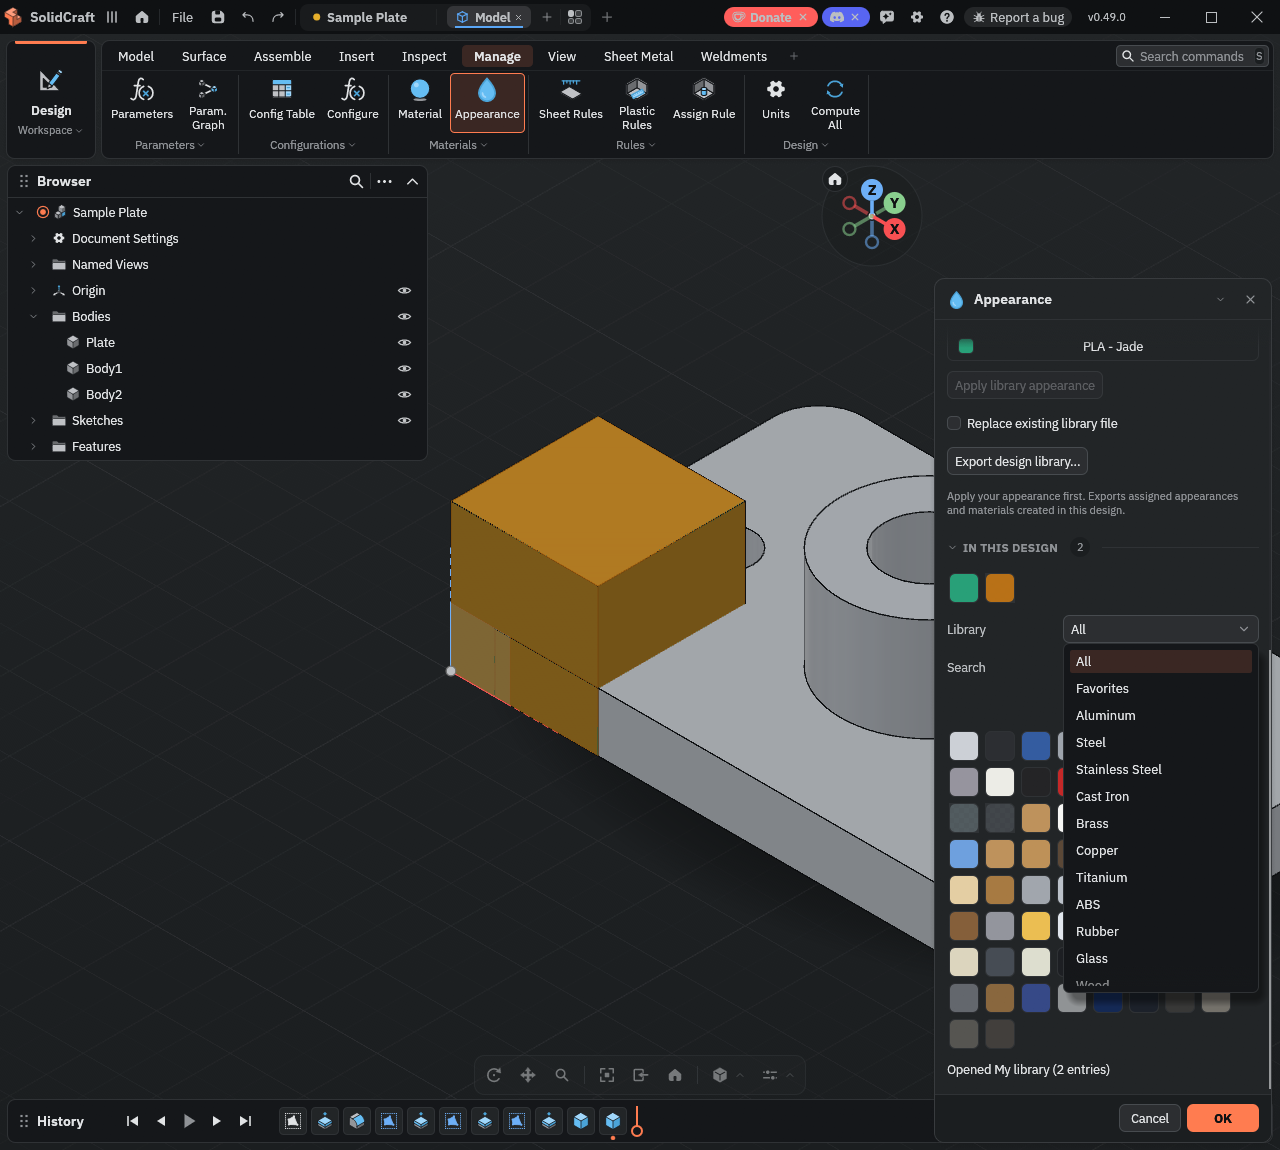 SolidCraft
File
Sample Plate
Model
Donate
Report a bug
v0.49.0
Design
Workspace
Model
Surface
Assemble
Insert
Inspect
Manage
View
Sheet Metal
Weldments
Search commands
S
Parameters
Param. Graph
Config Table
Configure
Material
Appearance
Sheet Rules
Plastic Rules
Assign Rule
Units
Compute All
Parameters
Configurations
Materials
Rules
Design
Browser
Sample Plate
Document Settings
Named Views
Origin
Bodies
Plate
Body1
Body2
Sketches
Features
Z
Y
X
Appearance
PLA - Jade
Apply library appearance
Replace existing library file
Export design library...
Apply your appearance first. Exports assigned appearances
and materials created in this design.
IN THIS DESIGN 2
Library
All
Search
All
Favorites
Aluminum
Steel
Stainless Steel
Cast Iron
Brass
Copper
Titanium
ABS
Rubber
Glass
Wood
Opened My library (2 entries)
Cancel
OK
History